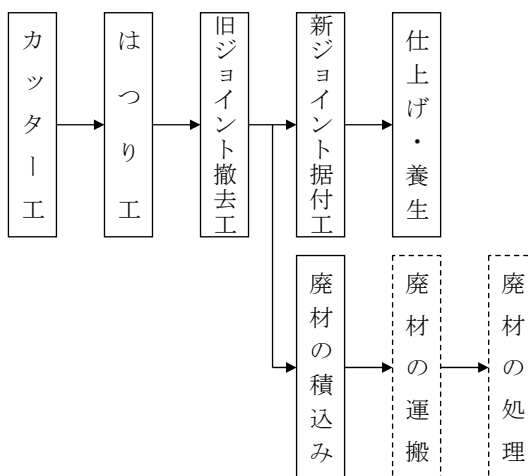 カッター工
はつり工
旧ジョイント撤去工
新ジョイント据付工
仕上げ・養生
廃材の積込み
廃材の運搬
廃材の処理